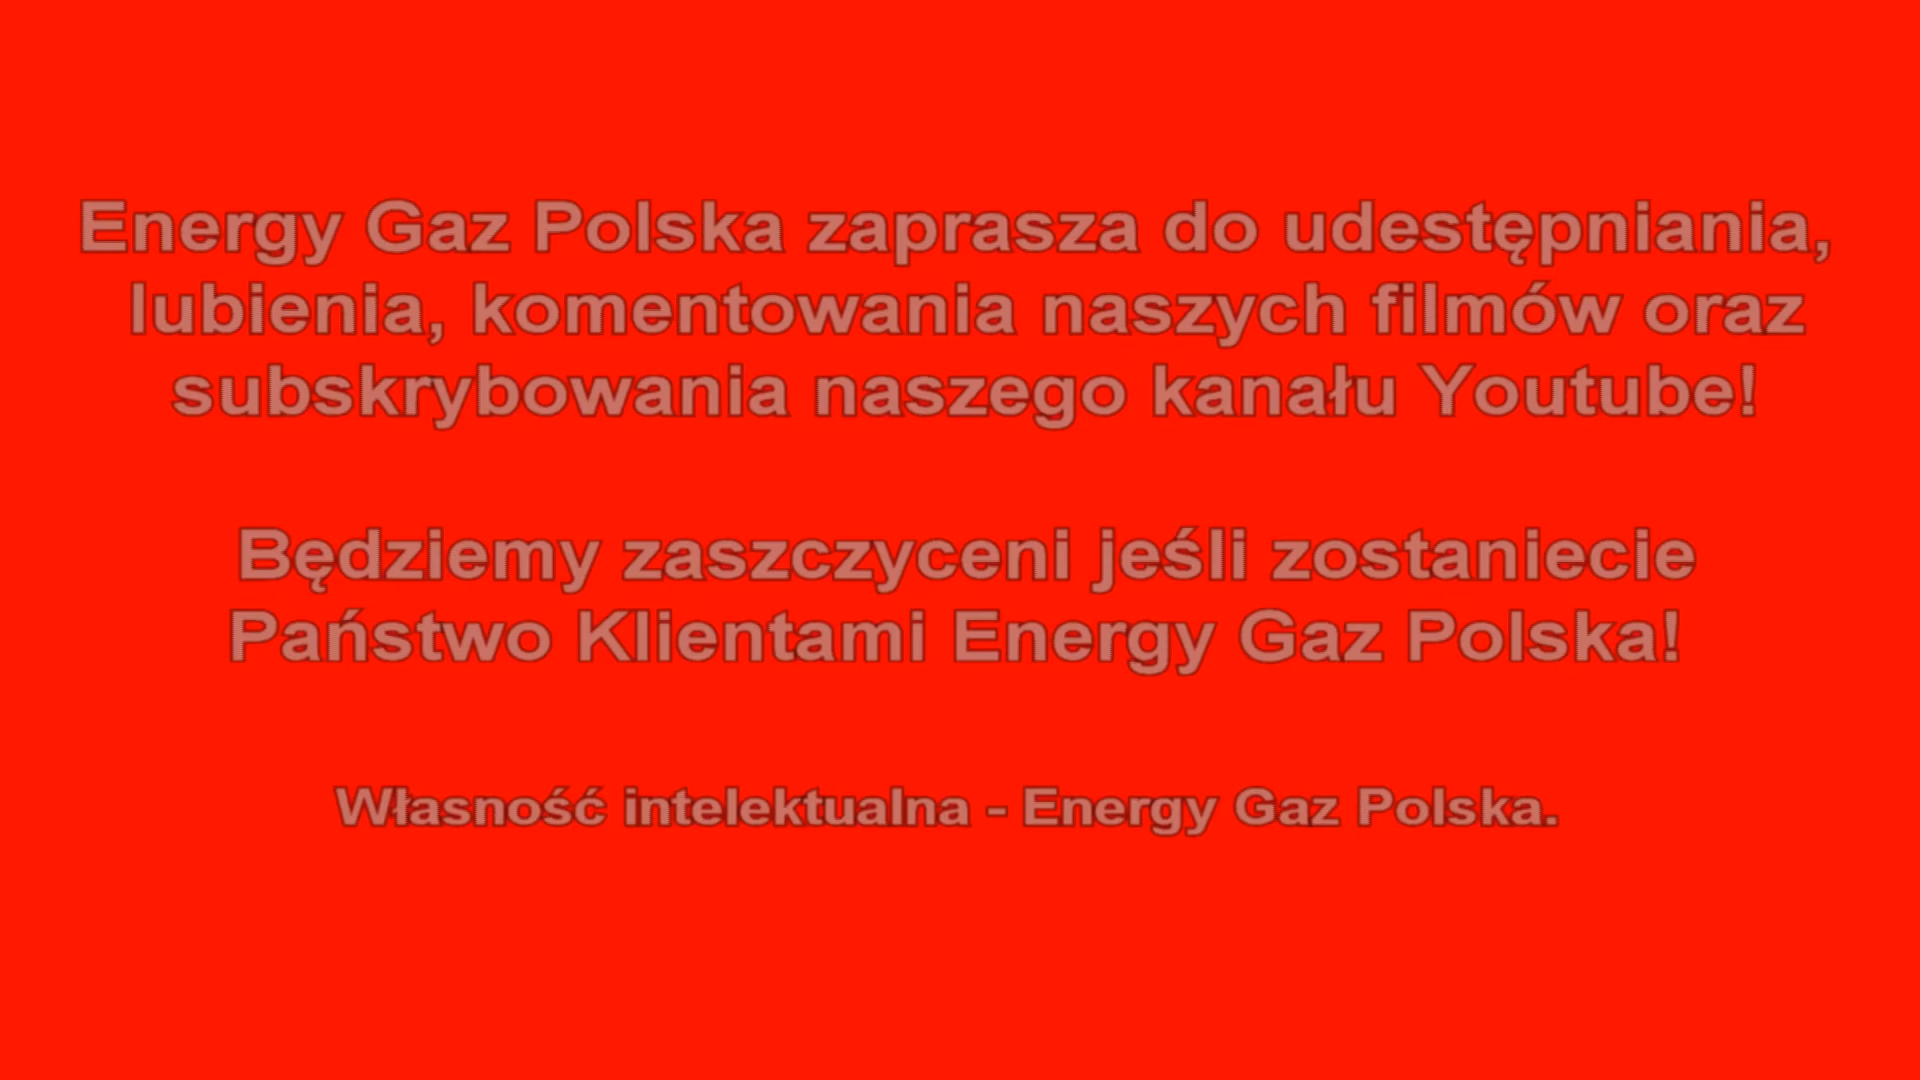 Energy Gaz Polska zaprasza do udestępniania,
lubienia, komentowania naszych filmów oraz
subskrybowania naszego kanału Youtube!
Będziemy zaszczyceni jeśli zostaniecie
Państwo Klientami Energy Gaz Polska!
Własność intelektualna - Energy Gaz Polska.